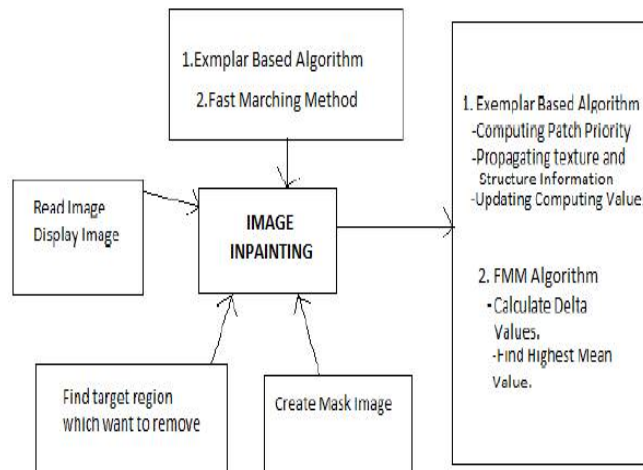 1.Exmplar Based Algorithm
2.Fast Marching Method
Read Image
Display Image
IMAGE
INPAINTING
Find target region
which want to remove
Create Mask Image
1. Exemplar Based Algorithm
-Computing Patch Priority
-Propagating texture and
Structure Information
-Updating Computing Value
2. FMM Algorithm
• Calculate Delta
Values.
-Find Highest Mean
Value.